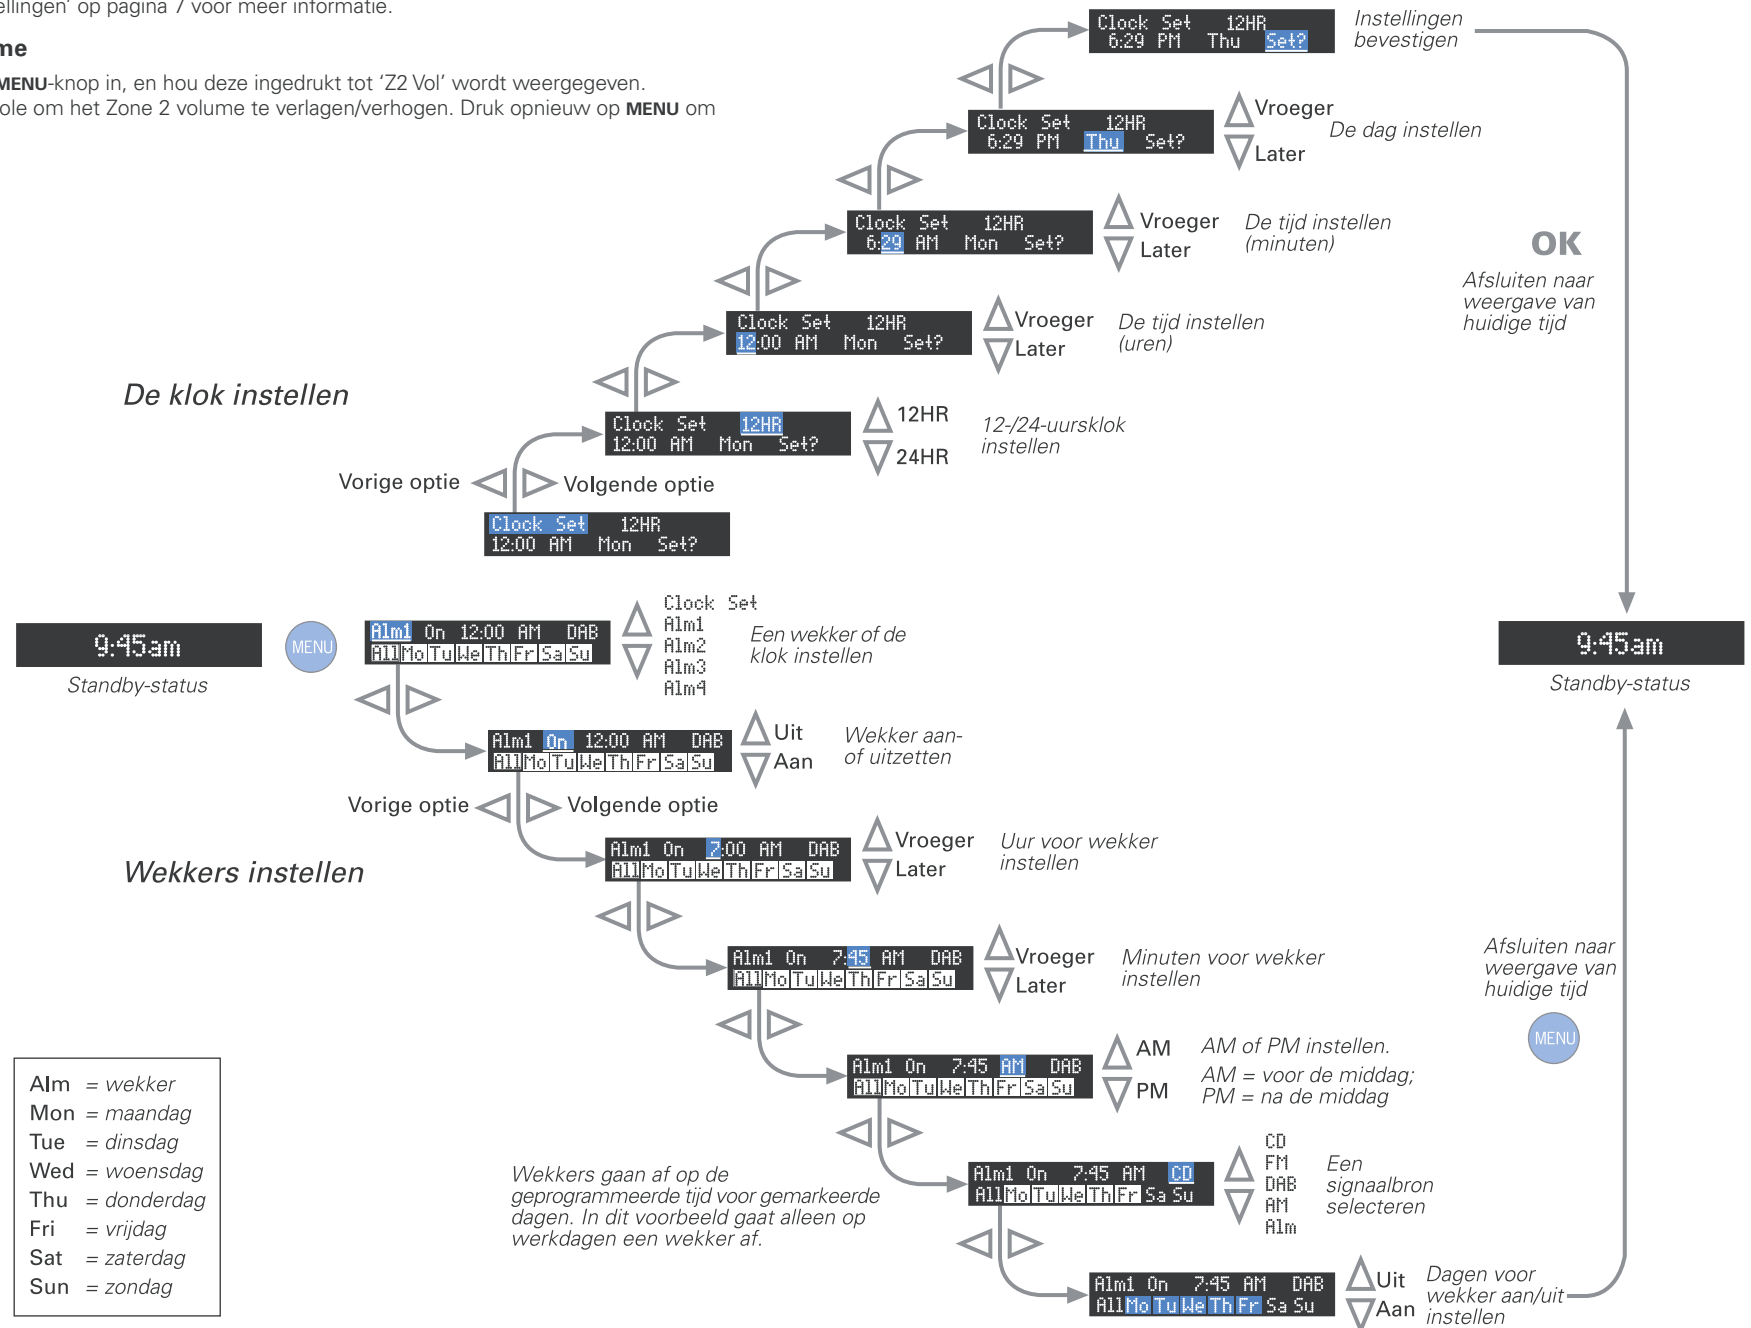 ellingen' op pagina 7 voor meer informatie.
me
MENU-knop in, en hou deze ingedrukt tot ‘Z2 Vol’ wordt weergegeven.
ole om het Zone 2 volume te verlagen/verhogen. Druk opnieuw op MENU om
Clock Set 12HR
6:29 PM Thu Set?
Instellingen
bevestigen
Clock Set 12HR
6:29 PM Thu Set?
Vroeger
Later
De dag instellen
Clock Set 12HR
6:29 AM Mon Set?
Vroeger
Later
De tijd instellen
(minuten)
OK
Afsluiten naar
weergave van
huidige tijd
Clock Set 12HR
12:00 AM Mon Set?
Vroeger
Later
De tijd instellen
(uren)
De klok instellen
Clock Set 12HR
12:00 AM Mon Set?
12HR
24HR
12-/24-uursklok
instellen
Vorige optie
Volgende optie
Clock Set 12HR
12:00 AM Mon Set?
9:45am
Standby-status
MENU
Alm1 On 12:00 AM DAB
All Mo Tu We Th Fr Sa Su
Clock Set
Alm1
Alm2
Alm3
Alm4
Een wekker of de
klok instellen
9:45am
Standby-status
Alm1 On 12:00 AM DAB
All Mo Tu We Th Fr Sa Su
Uit
Aan
Wekker aan-
of uitzetten
Vorige optie
Volgende optie
Wekkers instellen
Alm1 On 7:00 AM DAB
All Mo Tu We Th Fr Sa Su
Vroeger
Later
Uur voor wekker
instellen
Alm1 On 7:45 AM DAB
All Mo Tu We Th Fr Sa Su
Vroeger
Later
Minuten voor wekker
instellen
Afsluiten naar
weergave van
huidige tijd
MENU
Alm1 On 7:45 AM DAB
All Mo Tu We Th Fr Sa Su
AM
PM
AM of PM instellen.
AM = voor de middag;
PM = na de middag
Alm = wekker
Mon = maandag
Tue = dinsdag
Wed = woensdag
Thu = donderdag
Fri = vrijdag
Sat = zaterdag
Sun = zondag
Wekkers gaan af op de
geprogrammeerde tijd voor gemarkeerde
dagen. In dit voorbeeld gaat alleen op
werkdagen een wekker af.
Alm1 On 7:45 AM CD
All Mo Tu We Th Fr Sa Su
CD
FM
DAB
AM
Alm
Een
signaalbron
selecteren
Alm1 On 7:45 AM DAB
All Mo Tu We Th Fr Sa Su
Uit
Aan
Dagen voor
wekker aan/uit
instellen